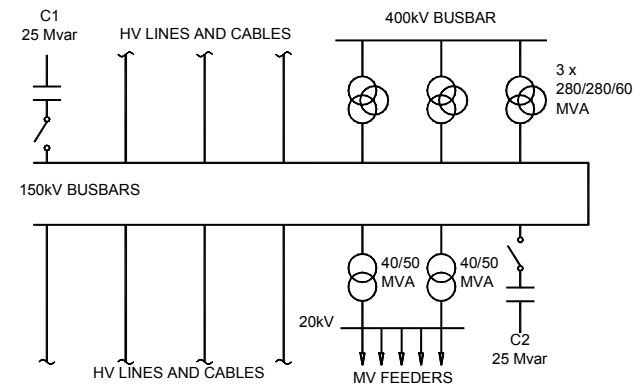 C1
25 Mvar
HV LINES AND CABLES
400kV BUSBAR
3 x
280/280/60
MVA
150kV BUSBARS
40/50
MVA
40/50
MVA
20kV
C2
25 Mvar
HV LINES AND CABLES
MV FEEDERS